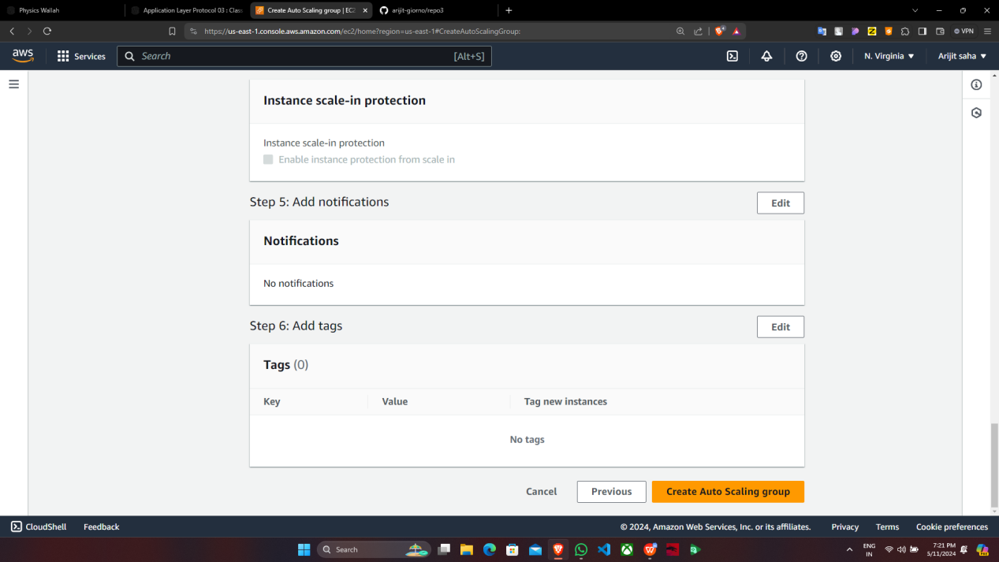 Physics Wallah
Application Layer Protocol 03 : Class
Create Auto Scaling group | EC2
arijit-giorno/repo3
https://us-east-1.console.aws.amazon.com/ec2/home?region=us-east-1#CreateAutoScalingGroup:
VPN
aws
Services
Search
[Alt+S]
N. Virginia
Arijit saha
Instance scale-in protection
Instance scale-in protection
Enable instance protection from scale in
Step 5: Add notifications
Edit
Notifications
No notifications
Step 6: Add tags
Edit
Tags (0)
Key Value Tag new instances
No tags
Cancel Previous Create Auto Scaling group
CloudShell Feedback
© 2024, Amazon Web Services, Inc. or its affiliates. Privacy Terms Cookie preferences
Search
ENG
IN
7:21 PM
5/11/2024